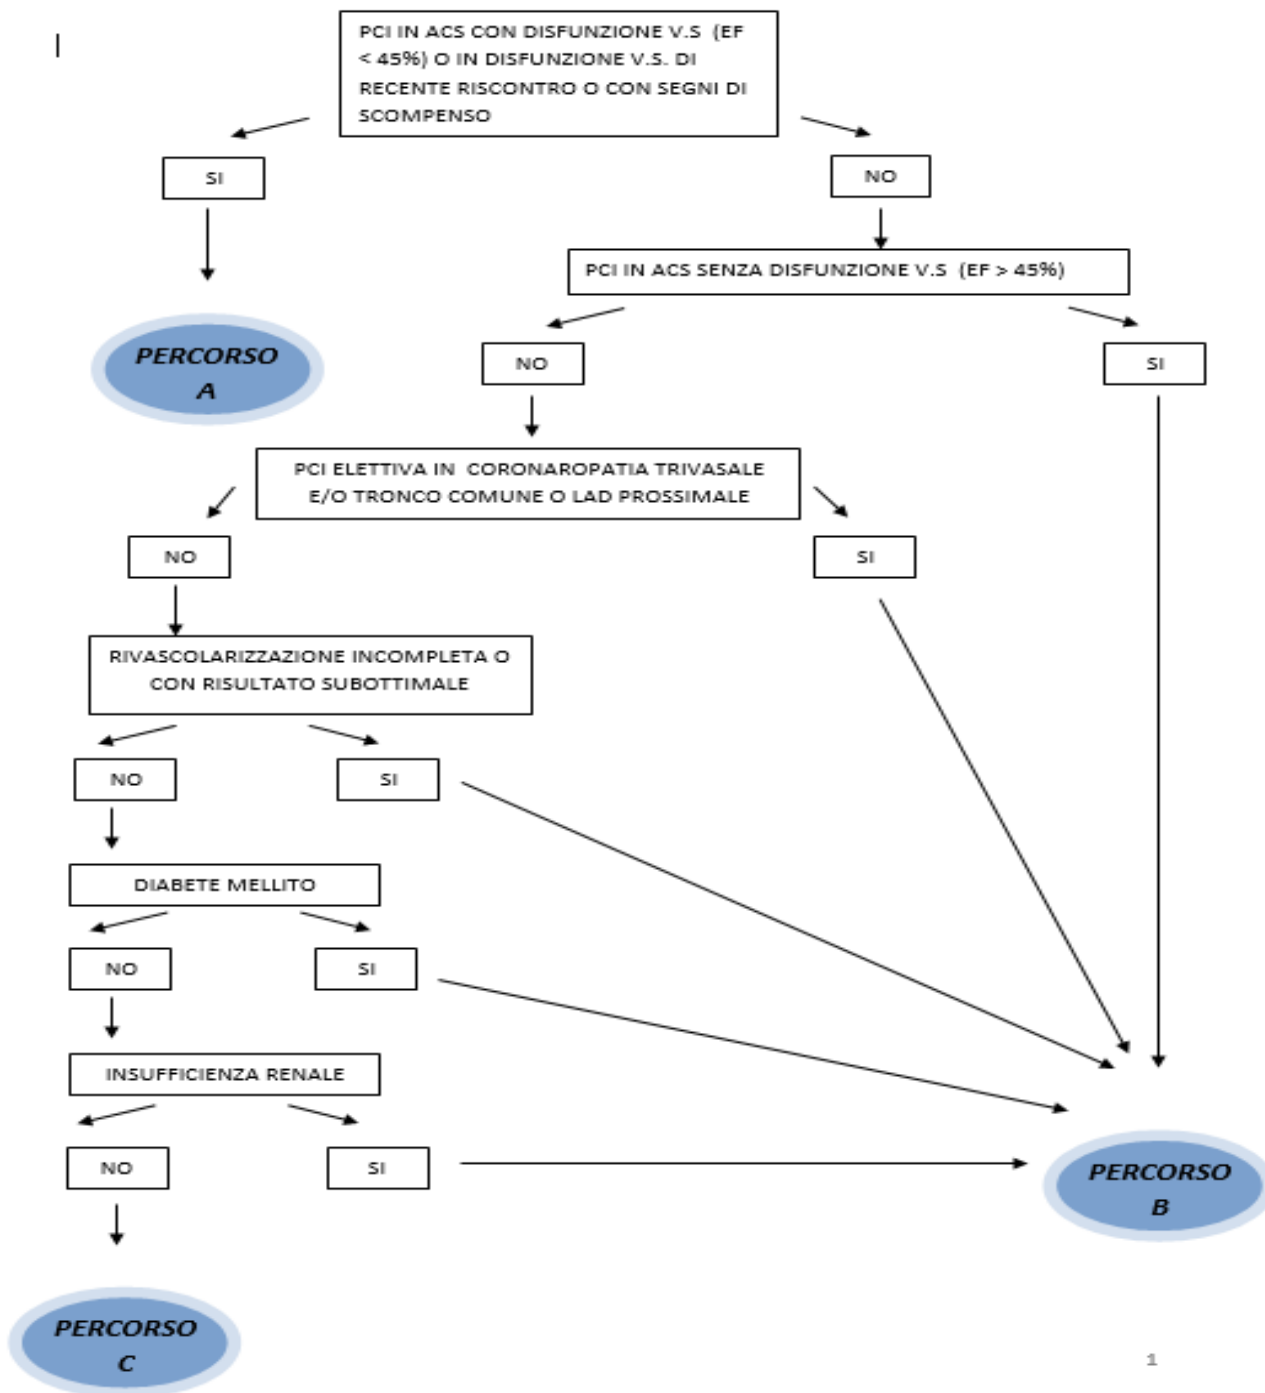 PCI IN ACS CON DISFUNZIONE V.S (EF
< 45%) O IN DISFUNZIONE V.S. DI
RECENTE RISCONTRO O CON SEGNI DI
SCOMPENSO
SI
NO
PCI IN ACS SENZA DISFUNZIONE V.S (EF > 45%)
PERCORSO
A
NO
SI
PCI ELETTIVA IN CORONAROPATIA TRIVASALE
E/O TRONCO COMUNE O LAD PROSSIMALE
NO
SI
RIVASCOLARIZZAZIONE INCOMPLETA O
CON RISULTATO SUBOTTIMALE
NO
SI
DIABETE MELLITO
NO
SI
INSUFFICIENZA RENALE
NO
SI
PERCORSO
B
PERCORSO
C
1